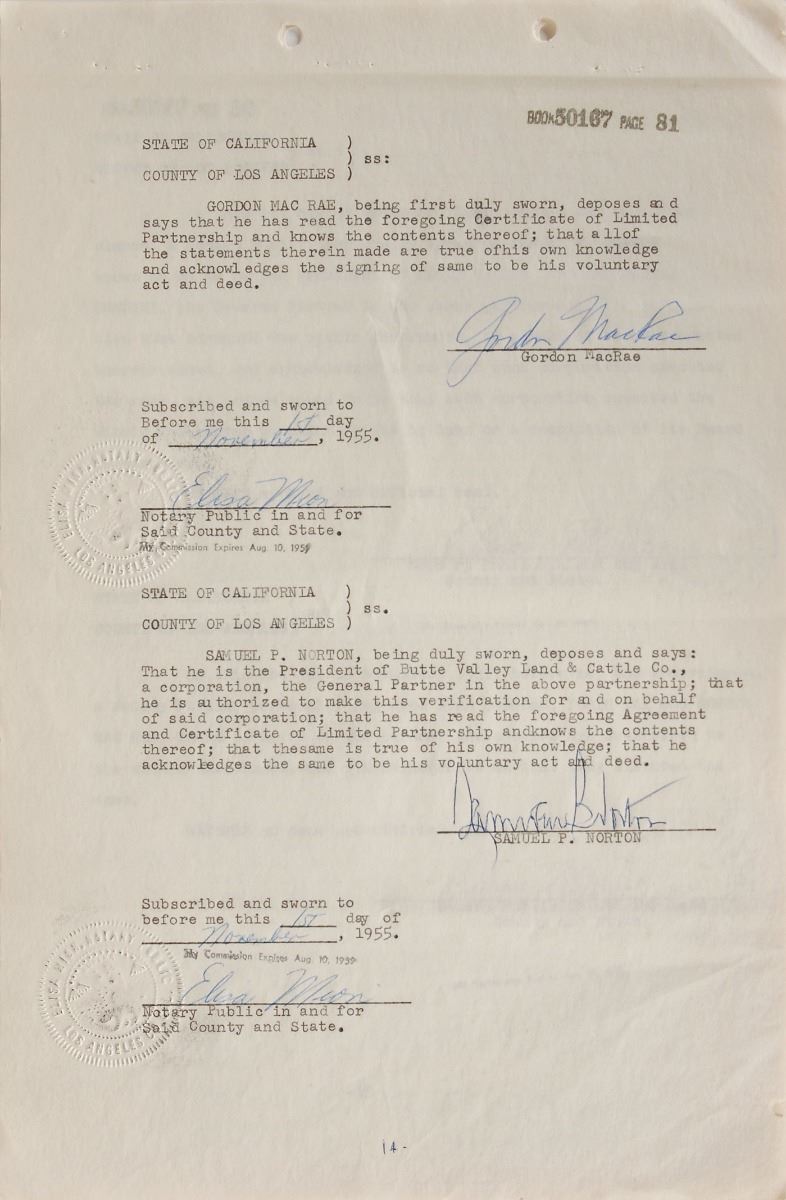 BOOK 50167 PAGE 81
STATE OF CALIFORNIA )
) ss:
COUNTY OF LOS ANGELES )
GORDON MAC RAE, being first duly sworn, deposes and
says that he has read the foregoing Certificate of Limited
Partnership and knows the contents thereof; that allof
the statements therein made are true ofhis own knowledge
and acknowledges the signing of same to be his voluntary
act and deed.
Gordon MacRae
Gordon MacRae
Subscribed and sworn to
Before me this 1st day
of November, 1955.
Elisa Mion
Notary Public in and for
Said County and State.
My Commission Expires Aug. 10, 1959
STATE OF CALIFORNIA )
) ss.
COUNTY OF LOS ANGELES )
SAMUEL P. NORTON, being duly sworn, deposes and says:
That he is the President of Butte Valley Land & Cattle Co.,
a corporation, the General Partner in the above partnership; that
he is authorized to make this verification for and on behalf
of said corporation; that he has read the foregoing Agreement
and Certificate of Limited Partnership andknows the contents
thereof; that thesame is true of his own knowledge; that he
acknowledges the same to be his voluntary act and deed.
SAMUEL P. NORTON
Subscribed and sworn to
before me this 1st day of
November, 1955.
My Commission Expires Aug. 10, 1959
Elisa Mion
Notary Public in and for
Said County and State.
14-